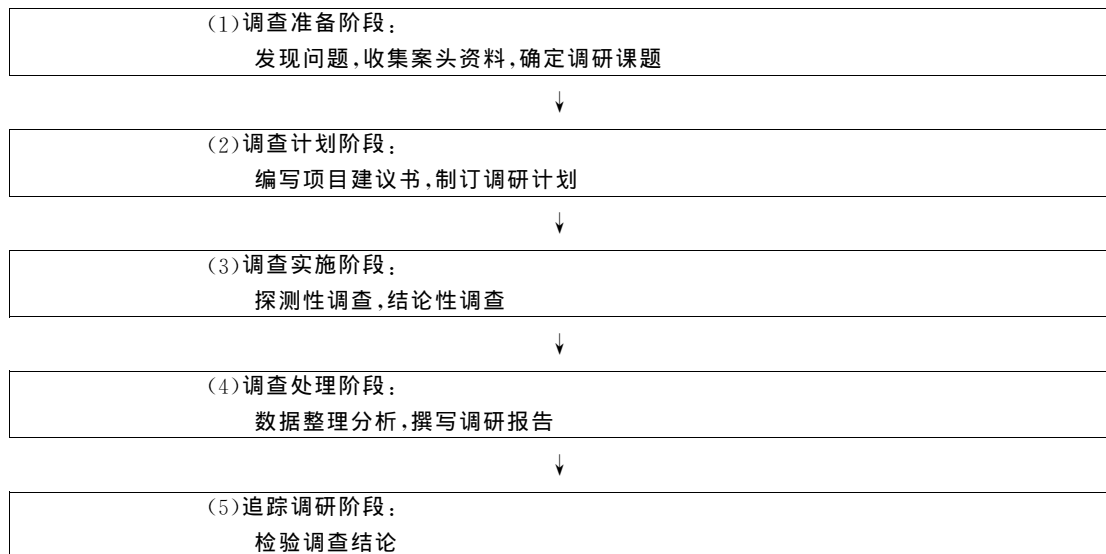 (1)调查准备阶段:
发现问题,收集案头资料,确定调研课题
↓
(2)调查计划阶段:
编写项目建议书,制订调研计划
↓
(3)调查实施阶段:
探测性调查,结论性调查
↓
(4)调查处理阶段:
数据整理分析,撰写调研报告
↓
(5)追踪调研阶段:
检验调查结论